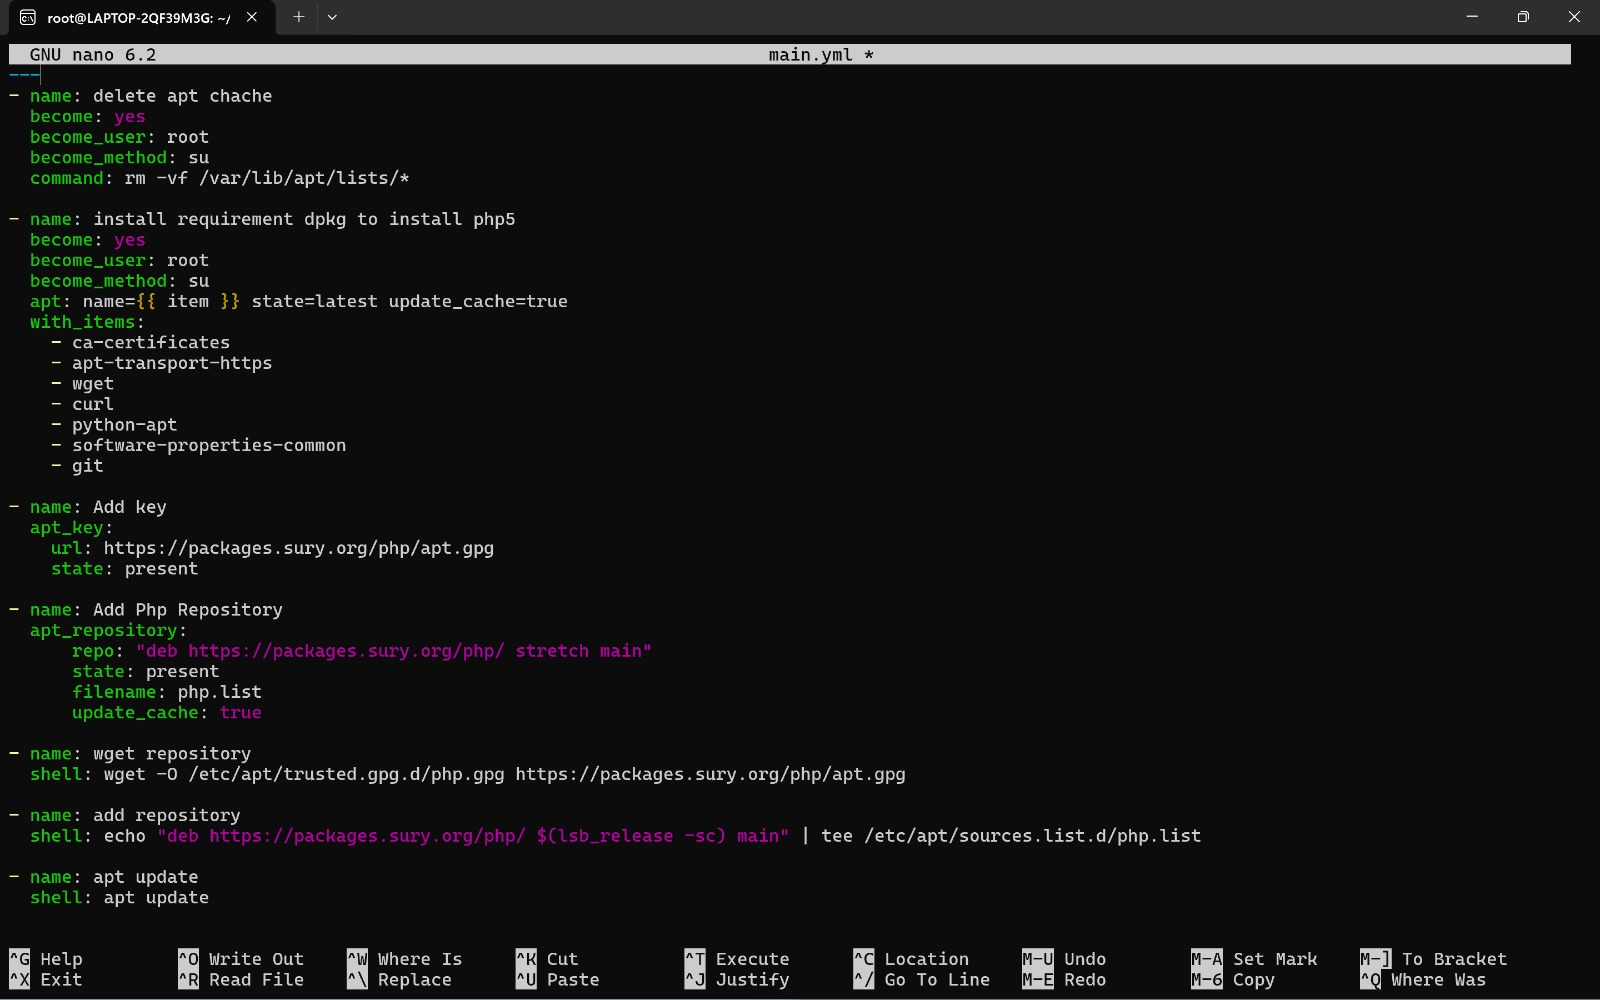 root@LAPTOP-2QF39M3G: ~/
GNU nano 6.2 main.yml *
---
- name: delete apt chache
  become: yes
  become_user: root
  become_method: su
  command: rm -vf /var/lib/apt/lists/*

- name: install requirement dpkg to install php5
  become: yes
  become_user: root
  become_method: su
  apt: name={{ item }} state=latest update_cache=true
  with_items:
    - ca-certificates
    - apt-transport-https
    - wget
    - curl
    - python-apt
    - software-properties-common
    - git

- name: Add key
  apt_key:
    url: https://packages.sury.org/php/apt.gpg
    state: present

- name: Add Php Repository
  apt_repository:
      repo: "deb https://packages.sury.org/php/ stretch main"
      state: present
      filename: php.list
      update_cache: true

- name: wget repository
  shell: wget -O /etc/apt/trusted.gpg.d/php.gpg https://packages.sury.org/php/apt.gpg

- name: add repository
  shell: echo "deb https://packages.sury.org/php/ $(lsb_release -sc) main" | tee /etc/apt/sources.list.d/php.list

- name: apt update
  shell: apt update

^G Help ^O Write Out ^W Where Is ^K Cut ^T Execute ^C Location M-U Undo M-A Set Mark M-] To Bracket
^X Exit ^R Read File ^\ Replace ^U Paste ^J Justify ^/ Go To Line M-E Redo M-6 Copy ^Q Where Was